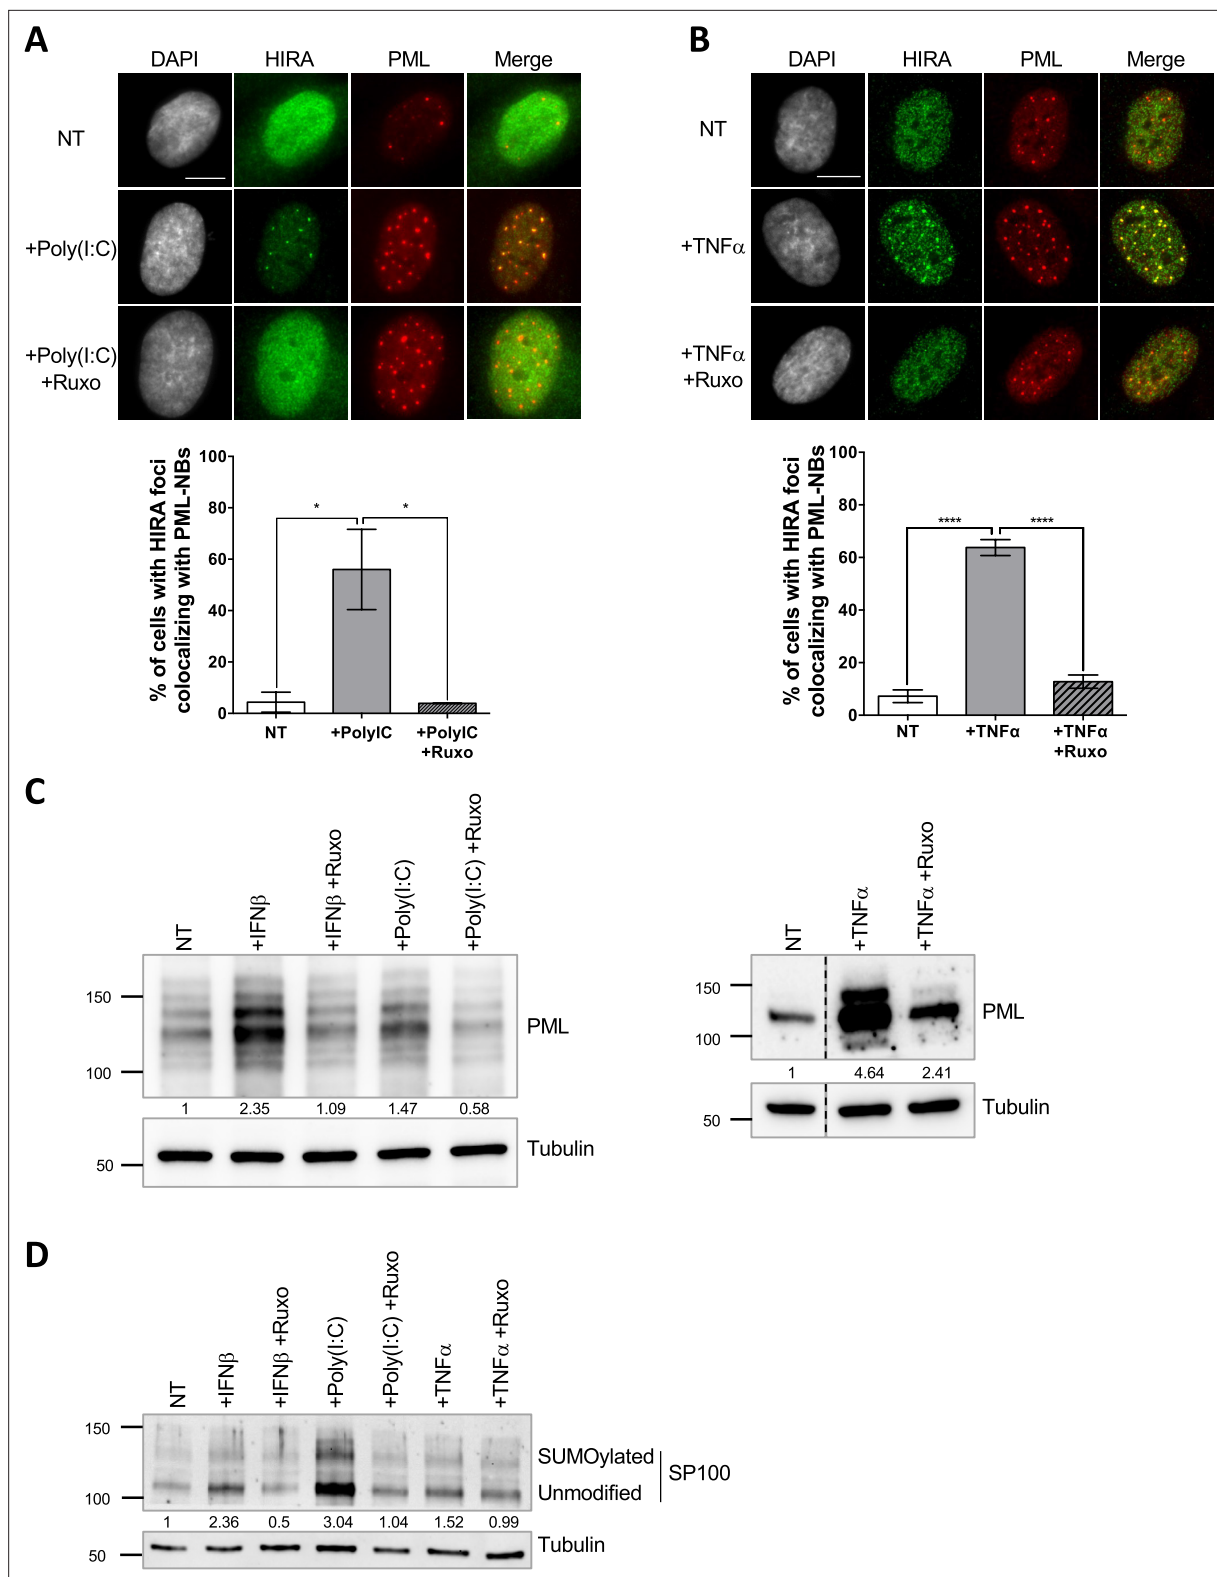 A
DAPI HIRA PML Merge
NT
+Poly(I:C)
+Poly(I:C)
+Ruxo
% of cells with HIRA foci
colocalizing with PML-NBs
100
80
60
40
20
0
* *
NT +PolyIC +PolyIC
+Ruxo
B
DAPI HIRA PML Merge
NT
+TNFα
+TNFα
+Ruxo
% of cells with HIRA foci
colocalizing with PML-NBs
100
80
60
40
20
0
**** ****
NT +TNFα +TNFα
+Ruxo
C
NT +IFNβ +IFNβ +Ruxo +Poly(I:C) +Poly(I:C) +Ruxo
150
100
PML
1 2.35 1.09 1.47 0.58
50
Tubulin
NT +TNFα +TNFα +Ruxo
150
100
PML
1 4.64 2.41
50
Tubulin
D
NT +IFNβ +IFNβ +Ruxo +Poly(I:C) +Poly(I:C) +Ruxo +TNFα +TNFα +Ruxo
150
100
SUMOylated
Unmodified
SP100
1 2.36 0.5 3.04 1.04 1.52 0.99
50
Tubulin